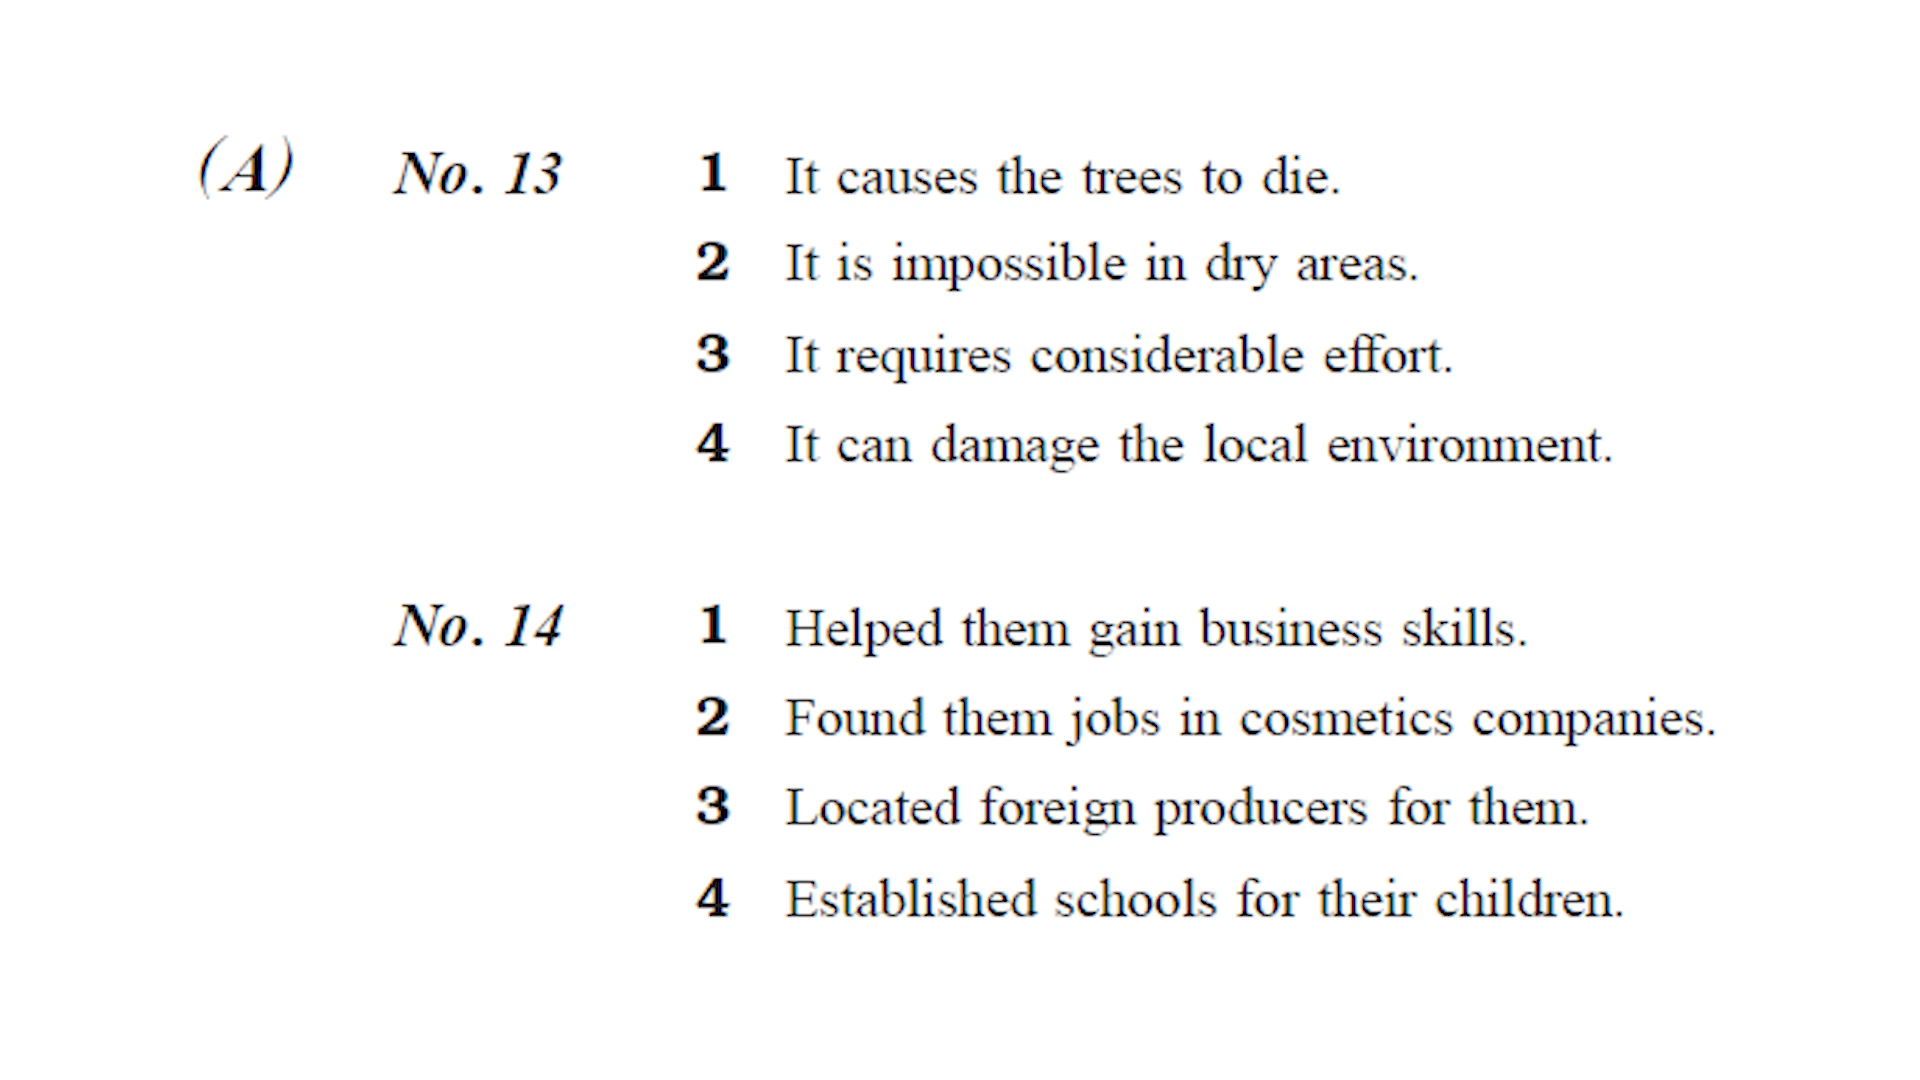 (A) No. 13 1 It causes the trees to die.
2 It is impossible in dry areas.
3 It requires considerable effort.
4 It can damage the local environment.
No. 14 1 Helped them gain business skills.
2 Found them jobs in cosmetics companies.
3 Located foreign producers for them.
4 Established schools for their children.